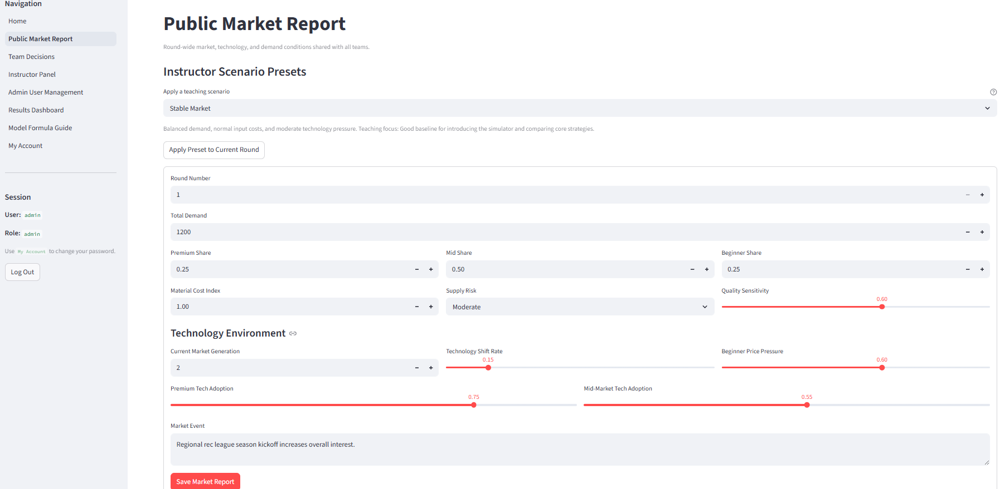 Navigation
Home
Public Market Report
Team Decisions
Instructor Panel
Admin User Management
Results Dashboard
Model Formula Guide
My Account
Session
User: admin
Role: admin
Use My Account to change your password.
Log Out
Public Market Report
Round-wide market, technology, and demand conditions shared with all teams.
Instructor Scenario Presets
Apply a teaching scenario
Stable Market
Balanced demand, normal input costs, and moderate technology pressure. Teaching focus: Good baseline for introducing the simulator and comparing core strategies.
Apply Preset to Current Round
Round Number
1
Total Demand
1200
Premium Share
0.25
Mid Share
0.50
Beginner Share
0.25
Material Cost Index
1.00
Supply Risk
Moderate
Quality Sensitivity
0.60
Technology Environment
Current Market Generation
2
Technology Shift Rate
0.15
Beginner Price Pressure
0.60
Premium Tech Adoption
0.75
Mid-Market Tech Adoption
0.55
Market Event
Regional rec league season kickoff increases overall interest.
Save Market Report